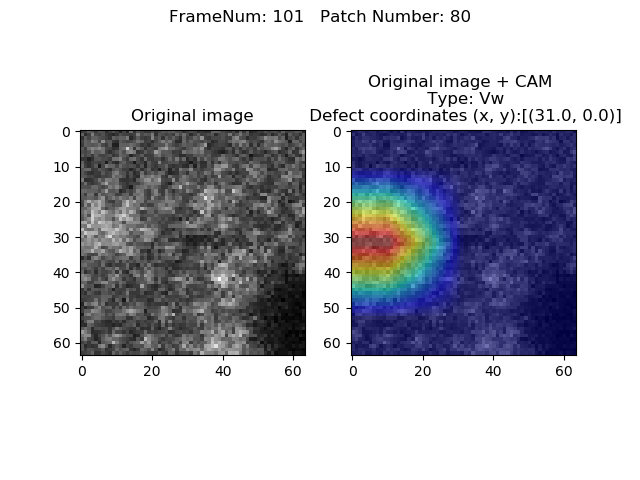 FrameNum: 101   Patch Number: 80
Original image
0
10
20
30
40
50
60
0 20 40 60
Original image + CAM
Type: Vw
Defect coordinates (x, y):[(31.0, 0.0)]
0
10
20
30
40
50
60
0 20 40 60